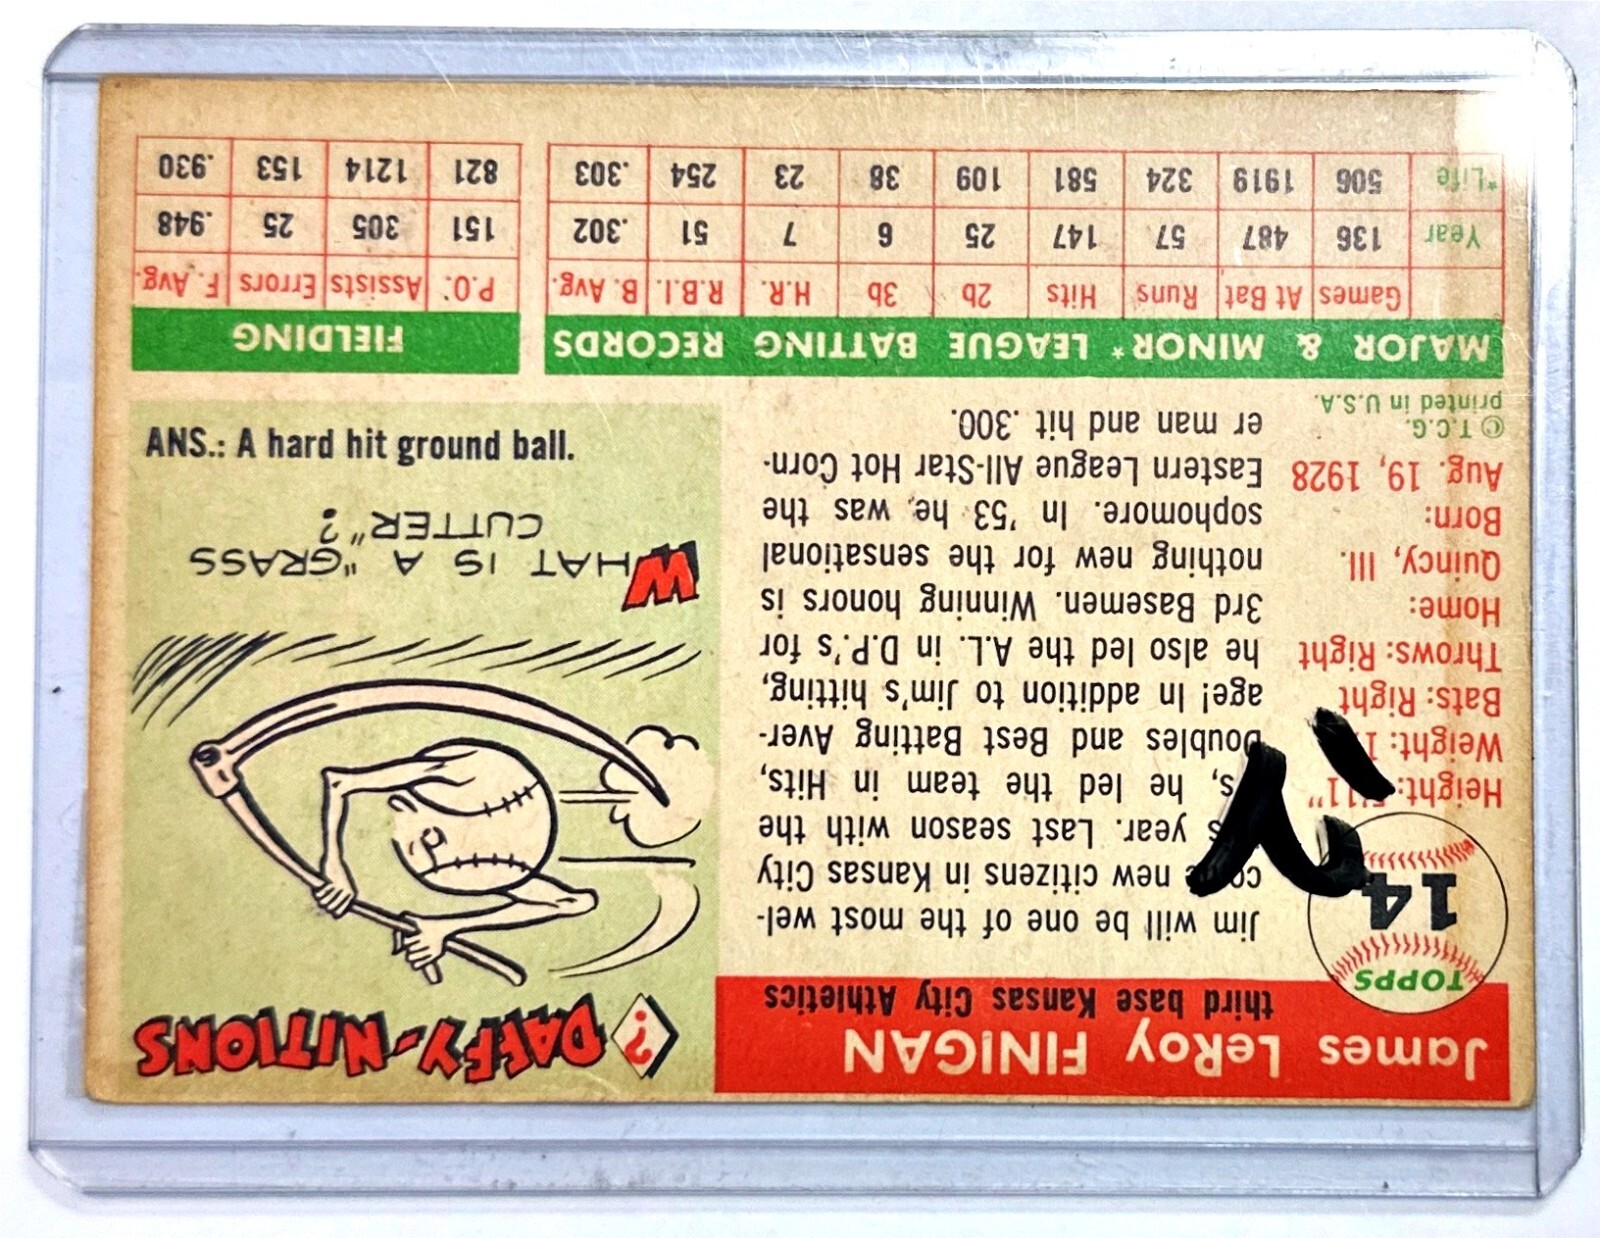 TOPPS
14
James LeRoy FINIGAN
third base Kansas City Athletics
Height: 5'11"
Weight: 1
Bats: Right
Throws: Right
Home:
Quincy, Ill.
Born:
Aug. 19, 1928
© T.C.G.
printed in U.S.A.
Jim will be one of the most wel-
new citizens in Kansas City
year. Last season with the
he led the team in Hits,
Doubles and Best Batting Aver-
age! In addition to Jim's hitting,
he also led the A.L. in D.P.'s for
3rd Basemen. Winning honors is
nothing new for the sensational
sophomore. In '53 he was the
Eastern League All-Star Hot Corn-
er man and hit .300.
? DAFFY-NITIONS
WHAT IS A "GRASS
CUTTER"?
ANS.: A hard hit ground ball.
MAJOR & MINOR* LEAGUE BATTING RECORDS
Games At Bat Runs Hits 2b 3b H.R. R.B.I. B. Avg.
Year 136 487 57 147 25 6 7 51 .302
*Life 506 1919 324 581 109 38 23 254 .303
FIELDING
P.O. Assists Errors F. Avg.
151 305 25 .948
821 1214 153 .930